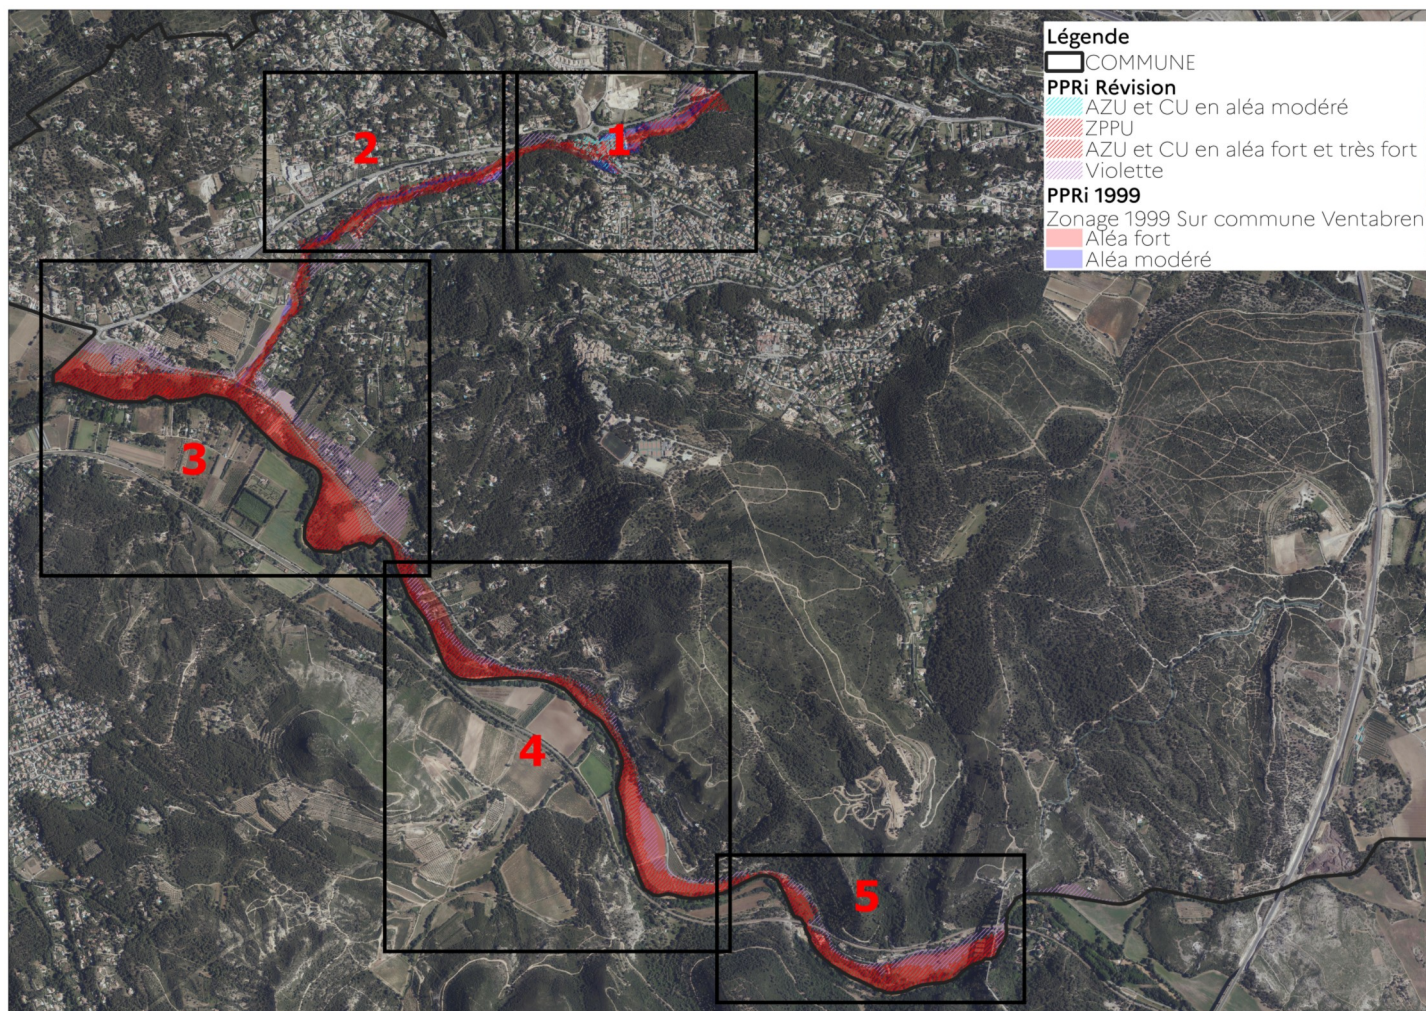 Légende
COMMUNE
PPRi Révision
AZU et CU en aléa modéré
ZPPU
AZU et CU en aléa fort et très fort
Violette
PPRi 1999
Zonage 1999 Sur commune Ventabren
Aléa fort
Aléa modéré
1
2
3
4
5